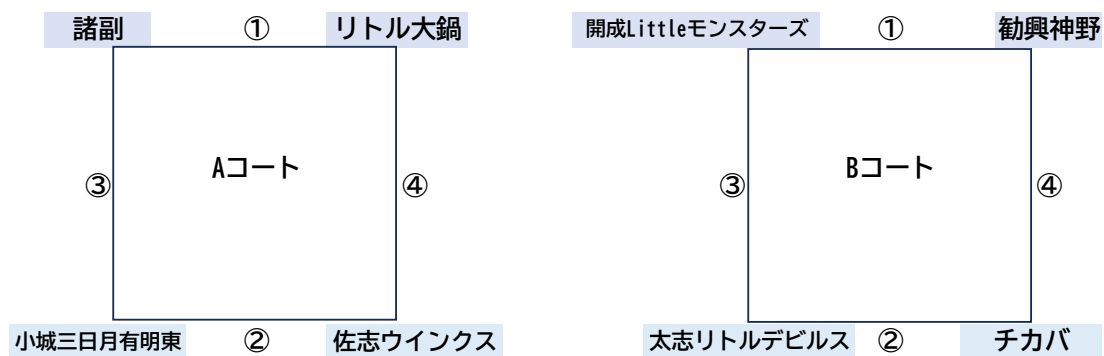 諸副 ① リトル大鍋
③ Aコート ④
小城三日月有明東 ② 佐志ウインクス
開成Littleモンスターズ ① 勧興神野
③ Bコート ④
太志リトルデビルス ② チカバ